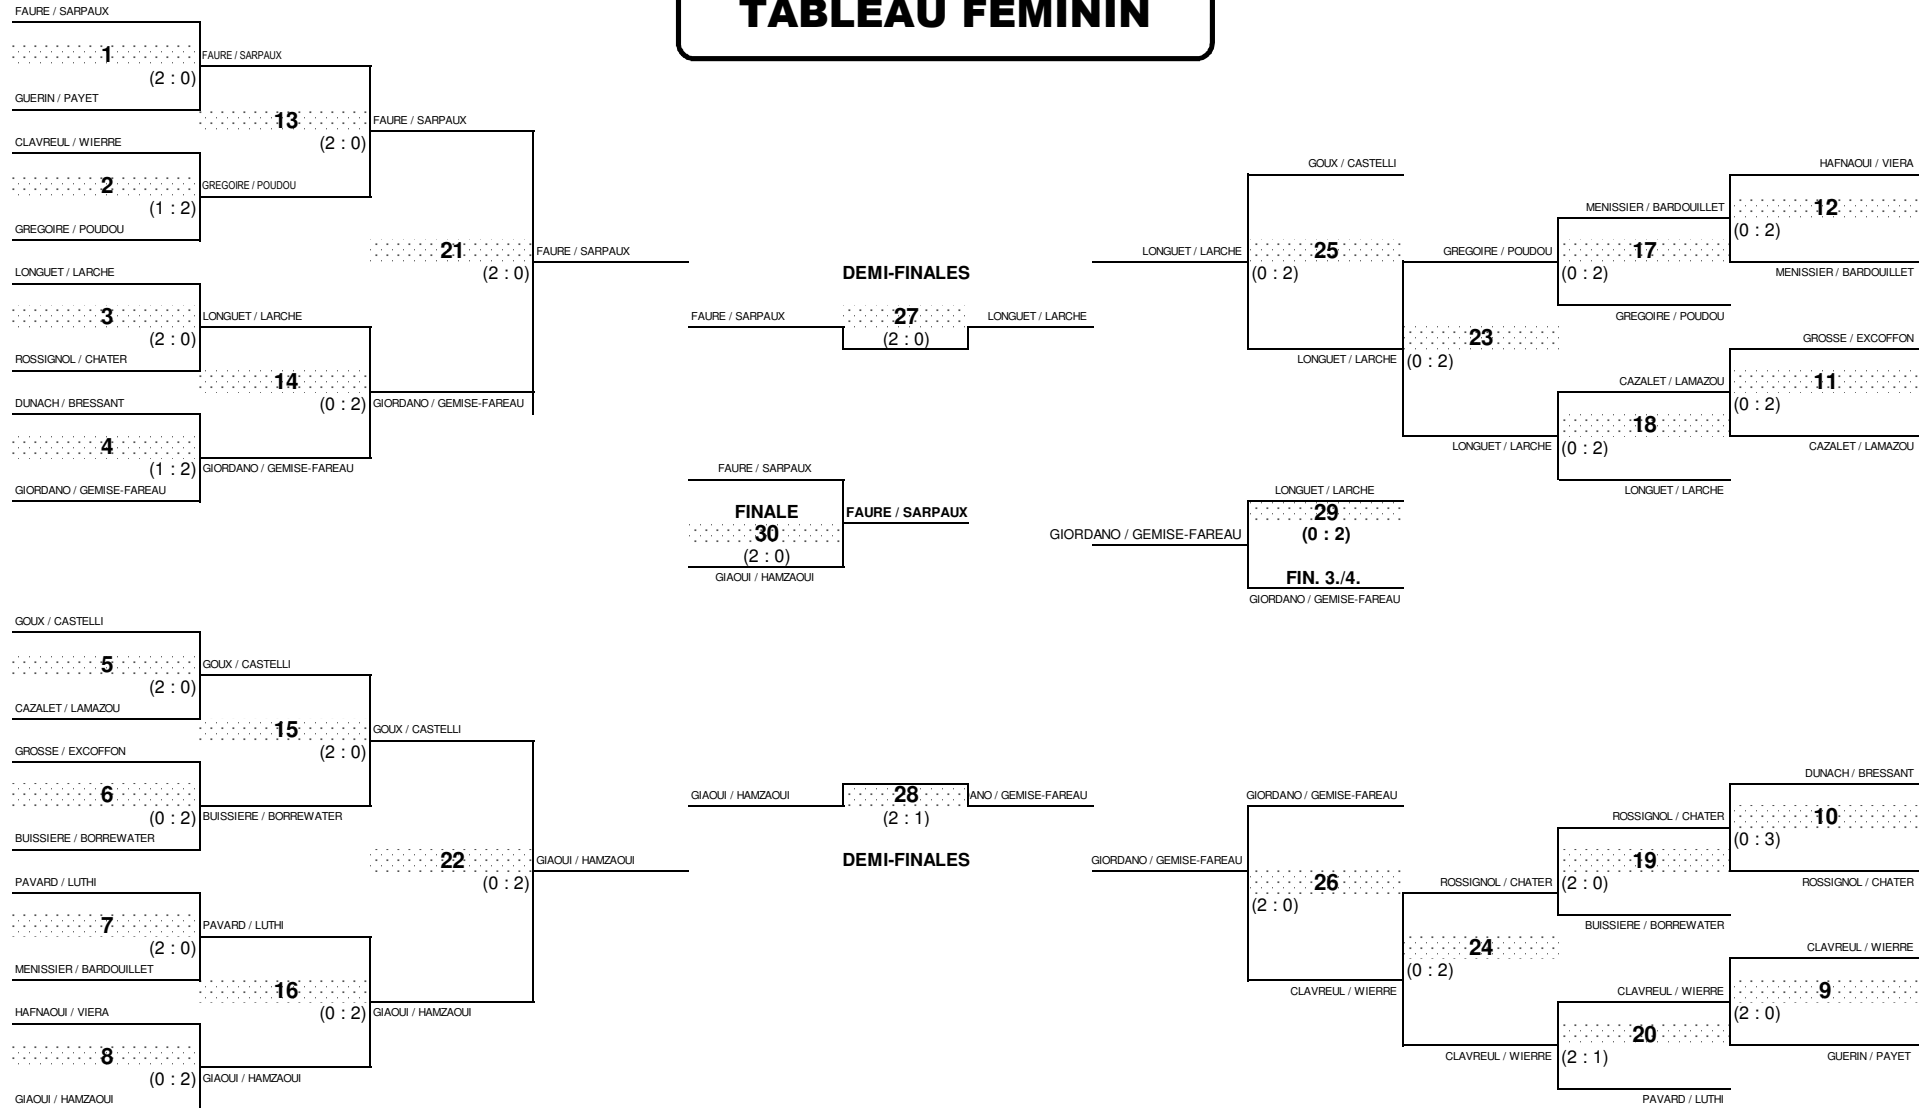 TABLEAU FEMININ
FAURE / SARPAUX
1
FAURE / SARPAUX
(2 : 0)
GUERIN / PAYET
13
FAURE / SARPAUX
(2 : 0)
CLAVREUL / WIERRE
2
GREGOIRE / POUDOU
(1 : 2)
GREGOIRE / POUDOU
21
FAURE / SARPAUX
(2 : 0)
LONGUET / LARCHE
3
LONGUET / LARCHE
(2 : 0)
ROSSIGNOL / CHATER
14
(0 : 2)
GIORDANO / GEMISE-FAREAU
DUNACH / BRESSANT
4
(1 : 2)
GIORDANO / GEMISE-FAREAU
GIORDANO / GEMISE-FAREAU
DEMI-FINALES
FAURE / SARPAUX
27
LONGUET / LARCHE
(2 : 0)
FAURE / SARPAUX
FINALE
FAURE / SARPAUX
30
(2 : 0)
GIAOUI / HAMZAOUI
GOUX / CASTELLI
LONGUET / LARCHE
25
(0 : 2)
LONGUET / LARCHE
GREGOIRE / POUDOU
23
(0 : 2)
LONGUET / LARCHE
MENISSIER / BARDOUILLET
17
(0 : 2)
GREGOIRE / POUDOU
HAFNAOUI / VIERA
12
(0 : 2)
MENISSIER / BARDOUILLET
GROSSE / EXCOFFON
CAZALET / LAMAZOU
11
(0 : 2)
18
(0 : 2)
CAZALET / LAMAZOU
LONGUET / LARCHE
LONGUET / LARCHE
29
GIORDANO / GEMISE-FAREAU
(0 : 2)
FIN. 3./4.
GIORDANO / GEMISE-FAREAU
GOUX / CASTELLI
5
GOUX / CASTELLI
(2 : 0)
CAZALET / LAMAZOU
15
GOUX / CASTELLI
(2 : 0)
GROSSE / EXCOFFON
6
(0 : 2)
BUISSIERE / BORREWATER
BUISSIERE / BORREWATER
22
GIAOUI / HAMZAOUI
(0 : 2)
PAVARD / LUTHI
7
PAVARD / LUTHI
(2 : 0)
MENISSIER / BARDOUILLET
16
(0 : 2)
GIAOUI / HAMZAOUI
HAFNAOUI / VIERA
8
(0 : 2)
GIAOUI / HAMZAOUI
GIAOUI / HAMZAOUI
GIAOUI / HAMZAOUI
28
ANO / GEMISE-FAREAU
(2 : 1)
DEMI-FINALES
GIORDANO / GEMISE-FAREAU
GIORDANO / GEMISE-FAREAU
26
(2 : 0)
CLAVREUL / WIERRE
ROSSIGNOL / CHATER
24
(0 : 2)
CLAVREUL / WIERRE
ROSSIGNOL / CHATER
19
(2 : 0)
BUISSIERE / BORREWATER
DUNACH / BRESSANT
10
(0 : 3)
ROSSIGNOL / CHATER
CLAVREUL / WIERRE
CLAVREUL / WIERRE
9
(2 : 0)
20
(2 : 1)
GUERIN / PAYET
PAVARD / LUTHI